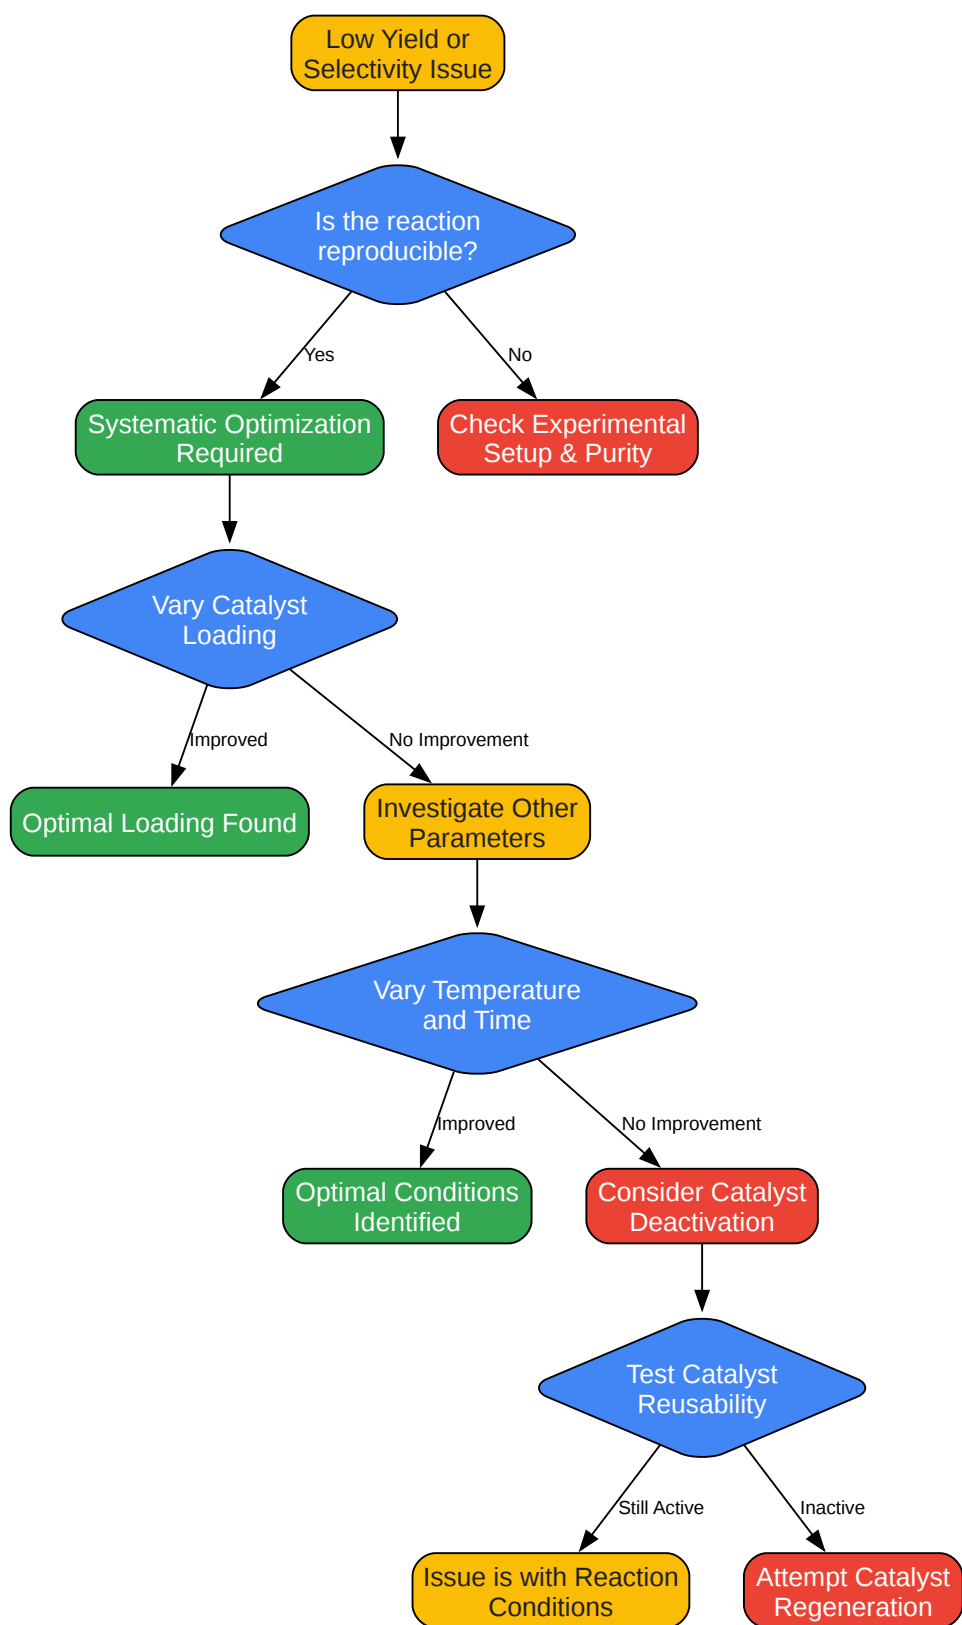 Low Yield or
Selectivity Issue
Is the reaction
reproducible?
Yes
No
Systematic Optimization
Required
Check Experimental
Setup & Purity
Vary Catalyst
Loading
Improved
No Improvement
Optimal Loading Found
Investigate Other
Parameters
Vary Temperature
and Time
Improved
No Improvement
Optimal Conditions
Identified
Consider Catalyst
Deactivation
Test Catalyst
Reusability
Still Active
Inactive
Issue is with Reaction
Conditions
Attempt Catalyst
Regeneration